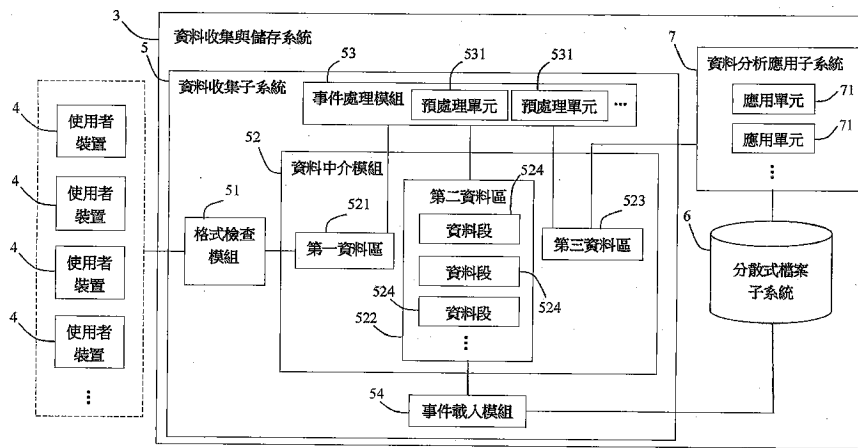 3
資料收集與儲存系統
5
資料收集子系統
53
531
531
事件處理模組
預處理單元
預處理單元
...
7
資料分析應用子系統
應用單元
71
應用單元
71
⋮
4
使用者
裝置
4
使用者
裝置
4
使用者
裝置
4
使用者
裝置
⋮
51
格式檢查
模組
52
資料中介模組
521
第一資料區
第二資料區
524
資料段
資料段
524
524
資料段
522
⋮
523
第三資料區
6
分散式檔案
子系統
54
事件載入模組